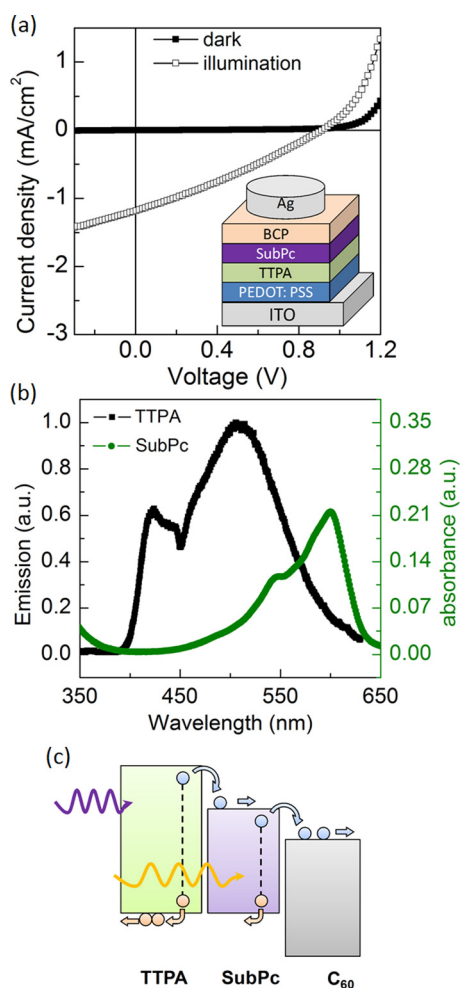 (a)
dark
illumination
Current density (mA/cm²)
1
0
-1
-2
-3
Ag
BCP
SubPc
TTPA
PEDOT: PSS
ITO
0.0 0.4 0.8 1.2
Voltage (V)
(b)
TTPA
SubPc
Emission (a.u.)
1.0
0.8
0.6
0.4
0.2
0.0
0.35
0.28
0.21
0.14
0.07
0.00
absorbance (a.u.)
350 450 550 650
Wavelength (nm)
(c)
TTPA SubPc C₆₀